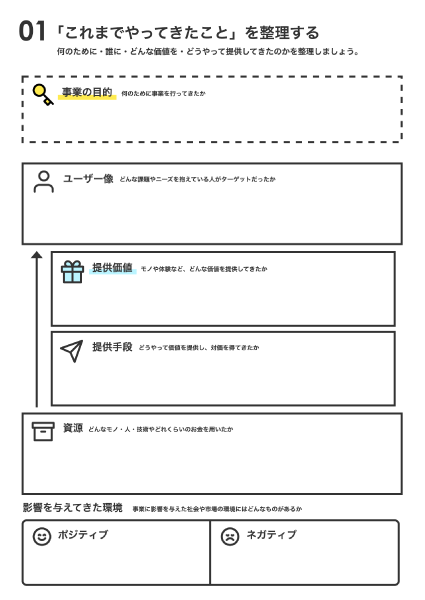 01 「これまでやってきたこと」を整理する
何のために・誰に・どんな価値を・どうやって提供してきたのかを整理しましょう。
事業の目的 何のために事業を行ってきたか
ユーザー像 どんな課題やニーズを抱えている人がターゲットだったか
提供価値 モノや体験など、どんな価値を提供してきたか
提供手段 どうやって価値を提供し、対価を得てきたか
資源 どんなモノ・人・技術やどれくらいのお金を用いたか
影響を与えてきた環境 事業に影響を与えた社会や市場の環境にはどんなものがあるか
ポジティブ ネガティブ